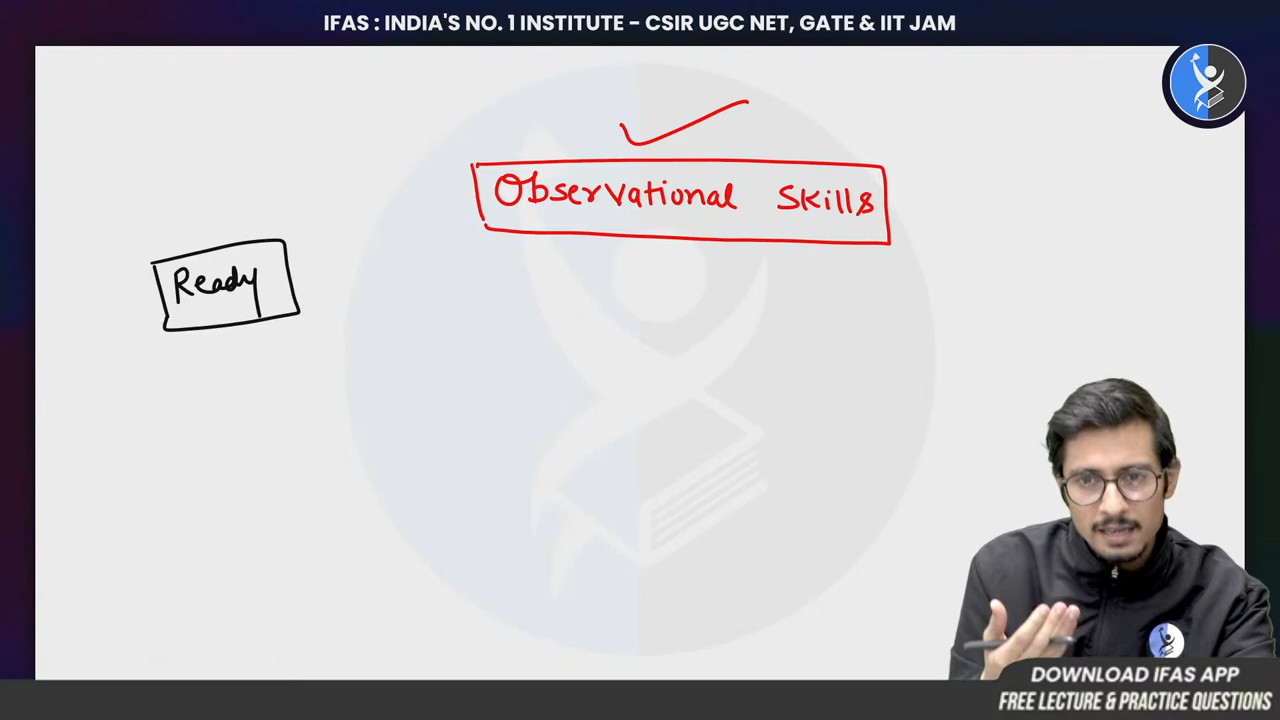 IFAS : INDIA'S NO. 1 INSTITUTE - CSIR UGC NET, GATE & IIT JAM
Observational Skills
Ready
DOWNLOAD IFAS APP
FREE LECTURE & PRACTICE QUESTIONS